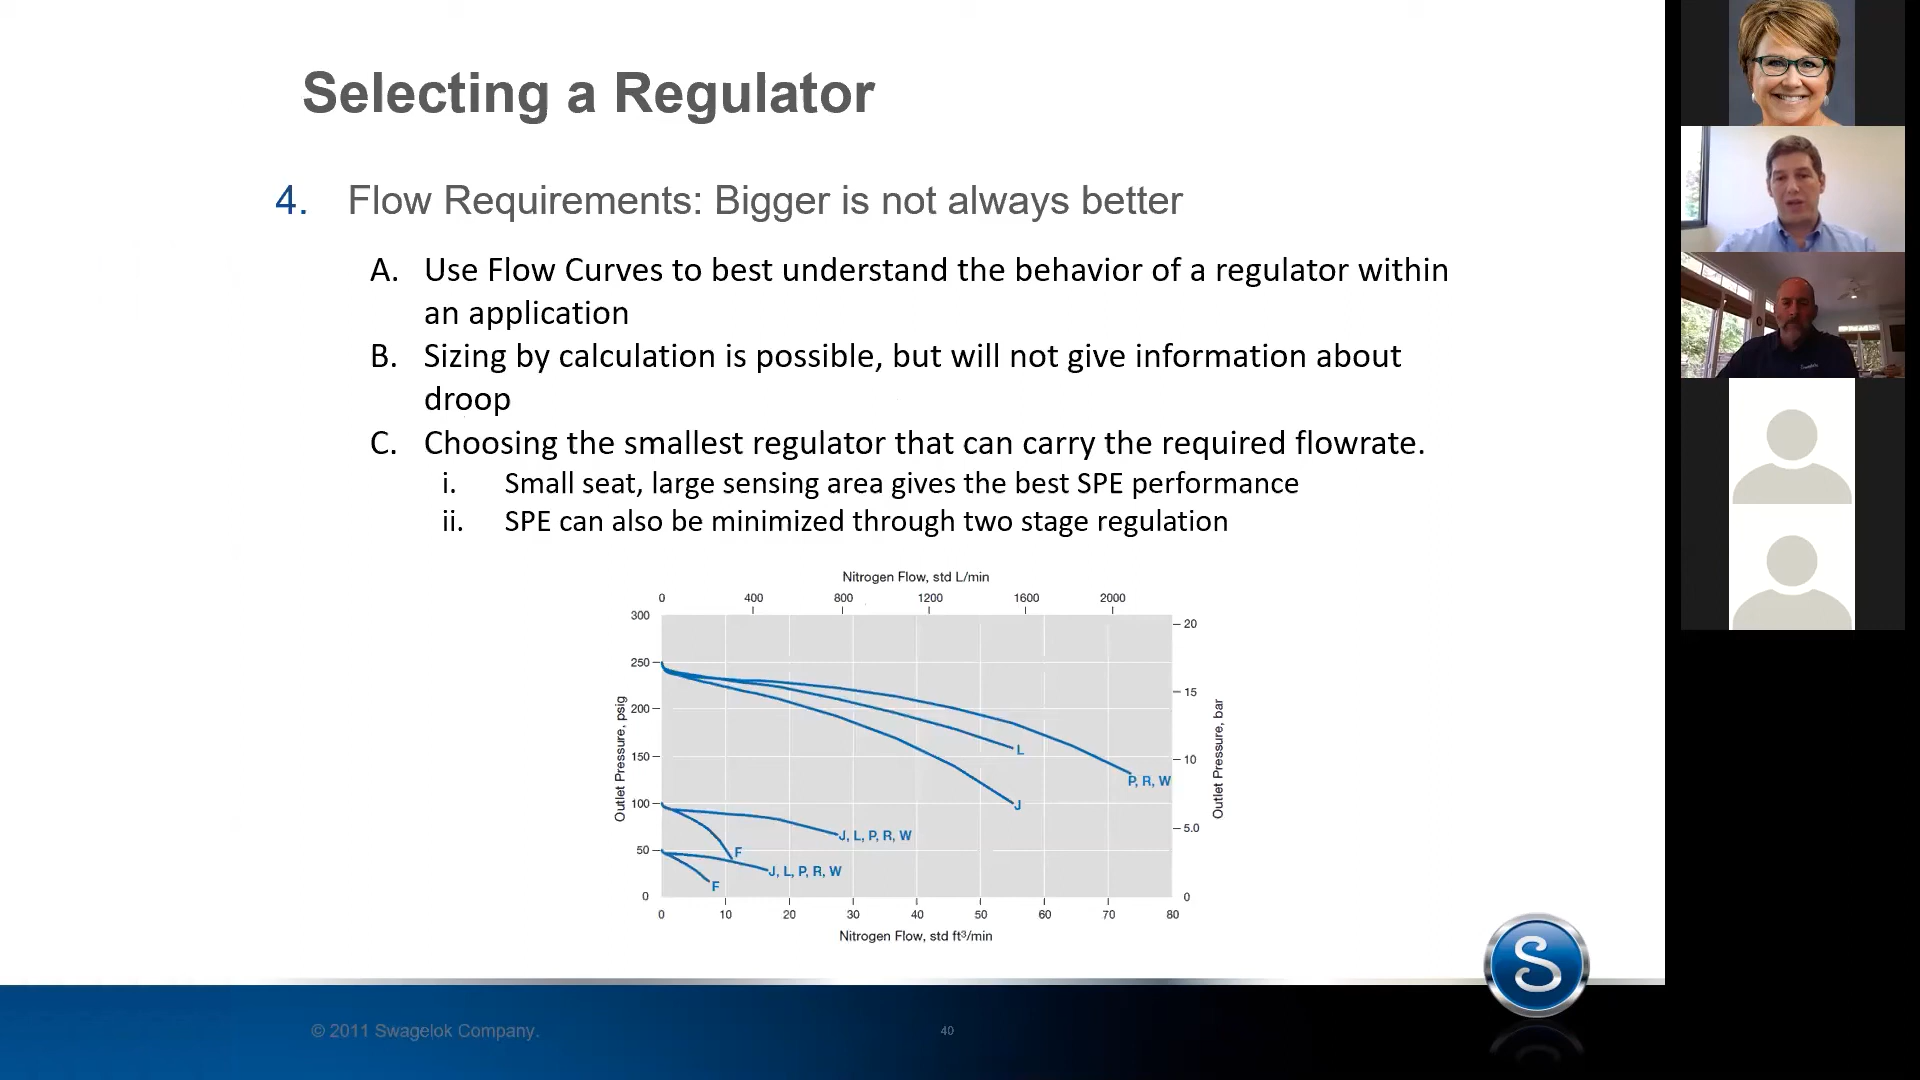 Selecting a Regulator
4. Flow Requirements: Bigger is not always better
A. Use Flow Curves to best understand the behavior of a regulator within
an application
B. Sizing by calculation is possible, but will not give information about
droop
C. Choosing the smallest regulator that can carry the required flowrate.
i. Small seat, large sensing area gives the best SPE performance
ii. SPE can also be minimized through two stage regulation
Nitrogen Flow, std L/min
0 400 800 1200 1600 2000
300
250
200
150
100
50
0
Outlet Pressure, psig
L
P, R, W
J
J, L, P, R, W
F
J, L, P, R, W
F
20
15
10
5.0
0
Outlet Pressure, bar
0 10 20 30 40 50 60 70 80
Nitrogen Flow, std ft³/min
S
© 2011 Swagelok Company.
40